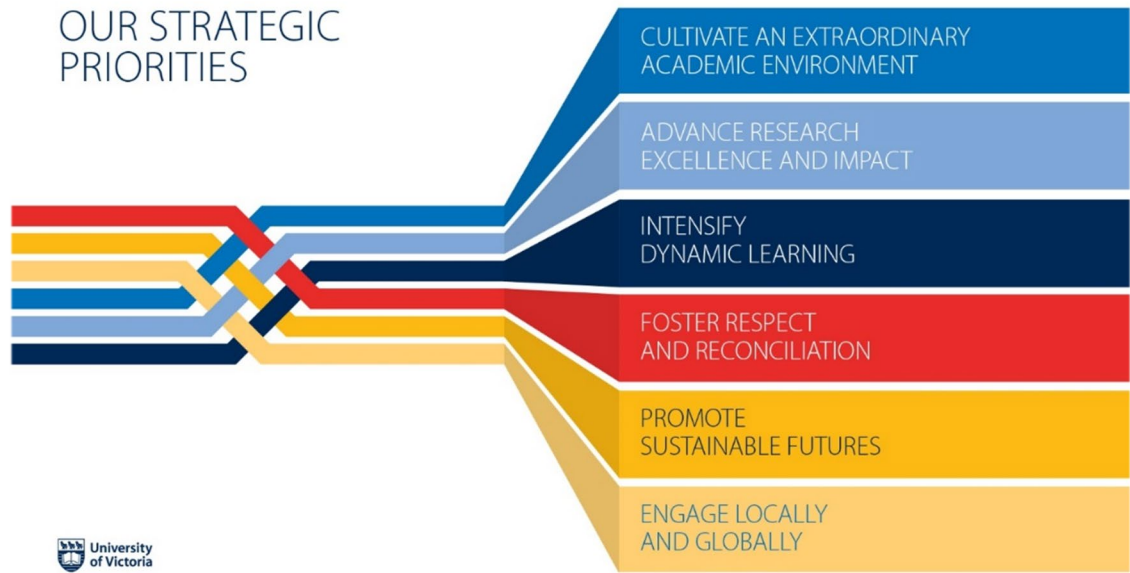 OUR STRATEGIC
PRIORITIES
CULTIVATE AN EXTRAORDINARY
ACADEMIC ENVIRONMENT
ADVANCE RESEARCH
EXCELLENCE AND IMPACT
INTENSIFY
DYNAMIC LEARNING
FOSTER RESPECT
AND RECONCILIATION
PROMOTE
SUSTAINABLE FUTURES
ENGAGE LOCALLY
AND GLOBALLY
University
of Victoria